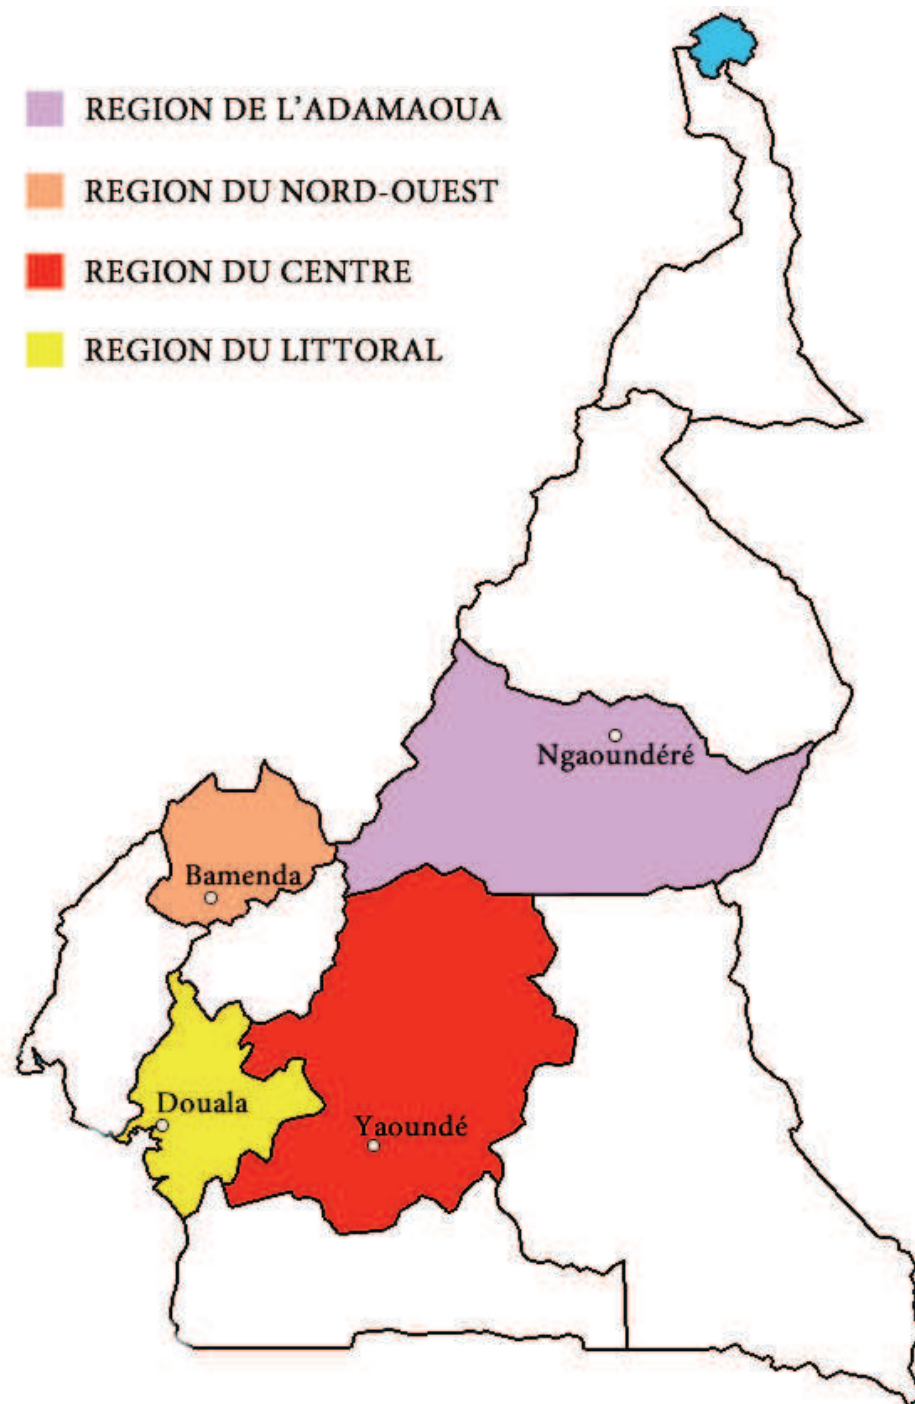 REGION DE L'ADAMAOUA
REGION DU NORD-OUEST
REGION DU CENTRE
REGION DU LITTORAL
Ngaoundéré
Bamenda
Douala
Yaoundé